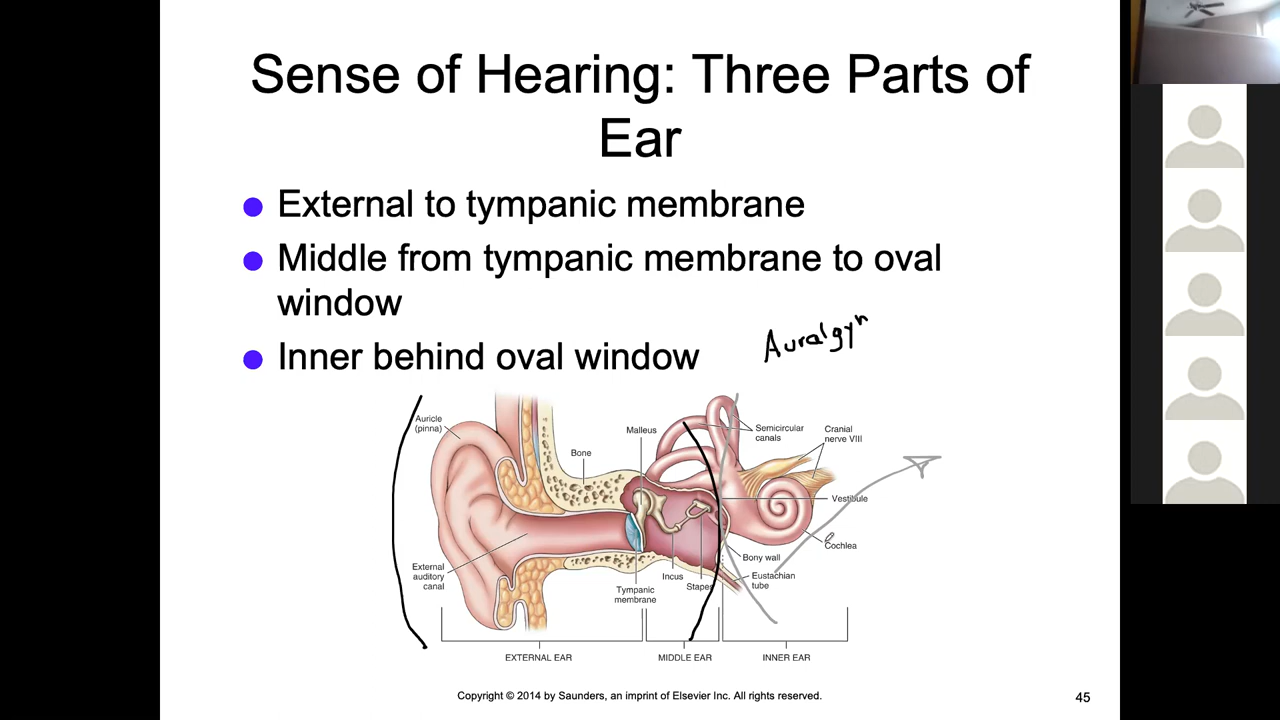 Sense of Hearing: Three Parts of
Ear
External to tympanic membrane
Middle from tympanic membrane to oval
window
Inner behind oval window
Auralgyn
Auricle
(pinna)
Malleus
Semicircular
canals
Cranial
nerve VIII
Bone
Vestibule
Cochlea
Bony wall
External
auditory
canal
Incus
Eustachian
tube
Stapes
Tympanic
membrane
EXTERNAL EAR
MIDDLE EAR
INNER EAR
Copyright © 2014 by Saunders, an imprint of Elsevier Inc. All rights reserved.
45